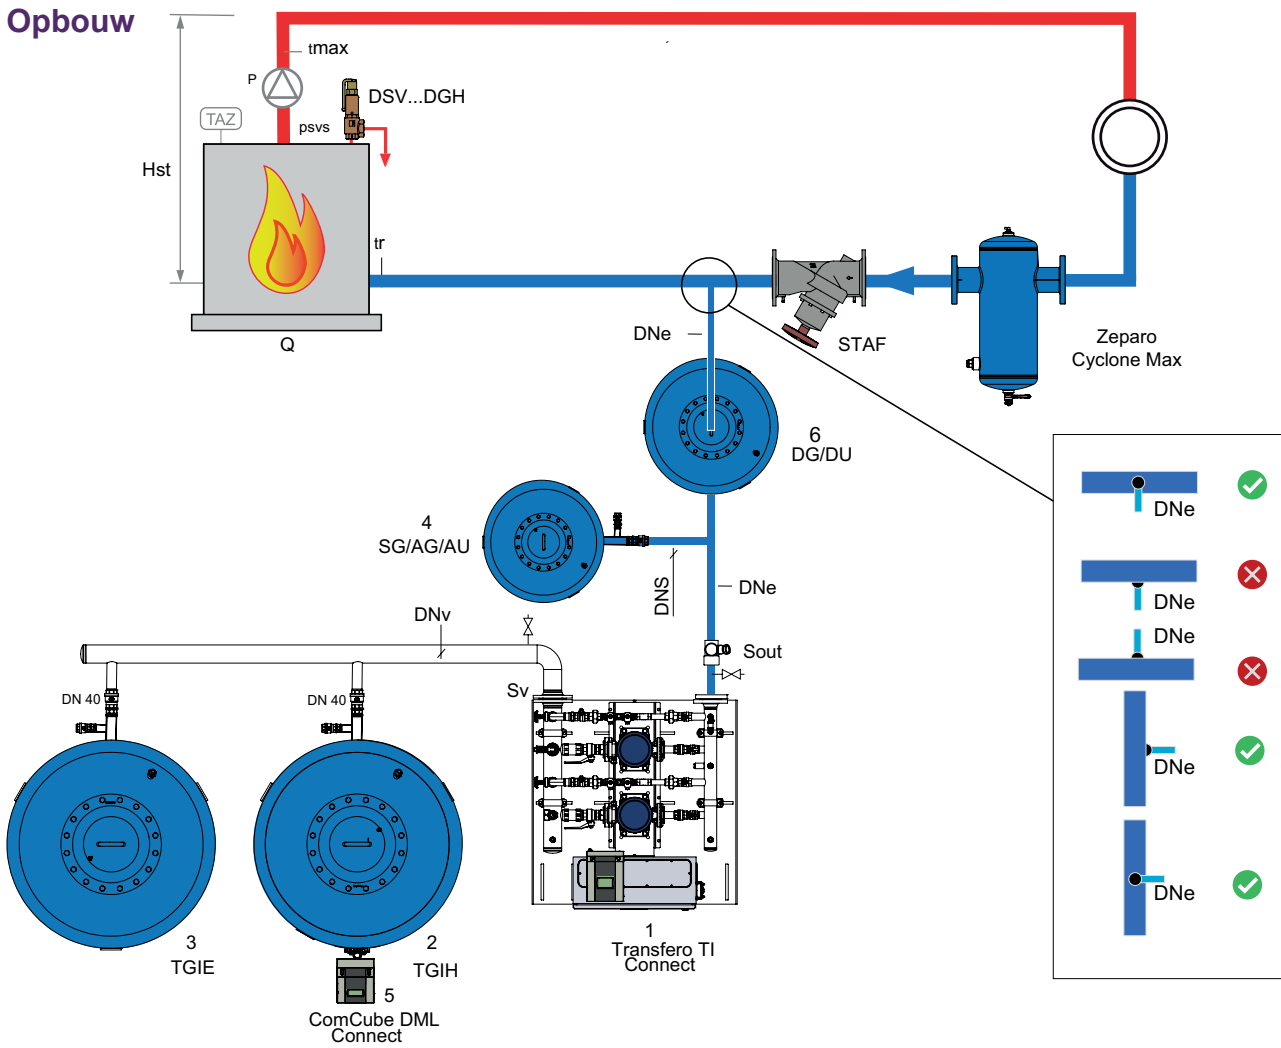 Opbouw
tmax
P
DSV...DGH
TAZ
psvs
Hst
tr
Q
DNe
STAF
Zeparo
Cyclone Max
6
DG/DU
4
SG/AG/AU
DNS
DNe
DNv
Sout
Sv
DN 40
DN 40
3
TGIE
2
TGIH
5
ComCube DML
Connect
1
Transfero TI
Connect
DNe
DNe
DNe
DNe
DNe